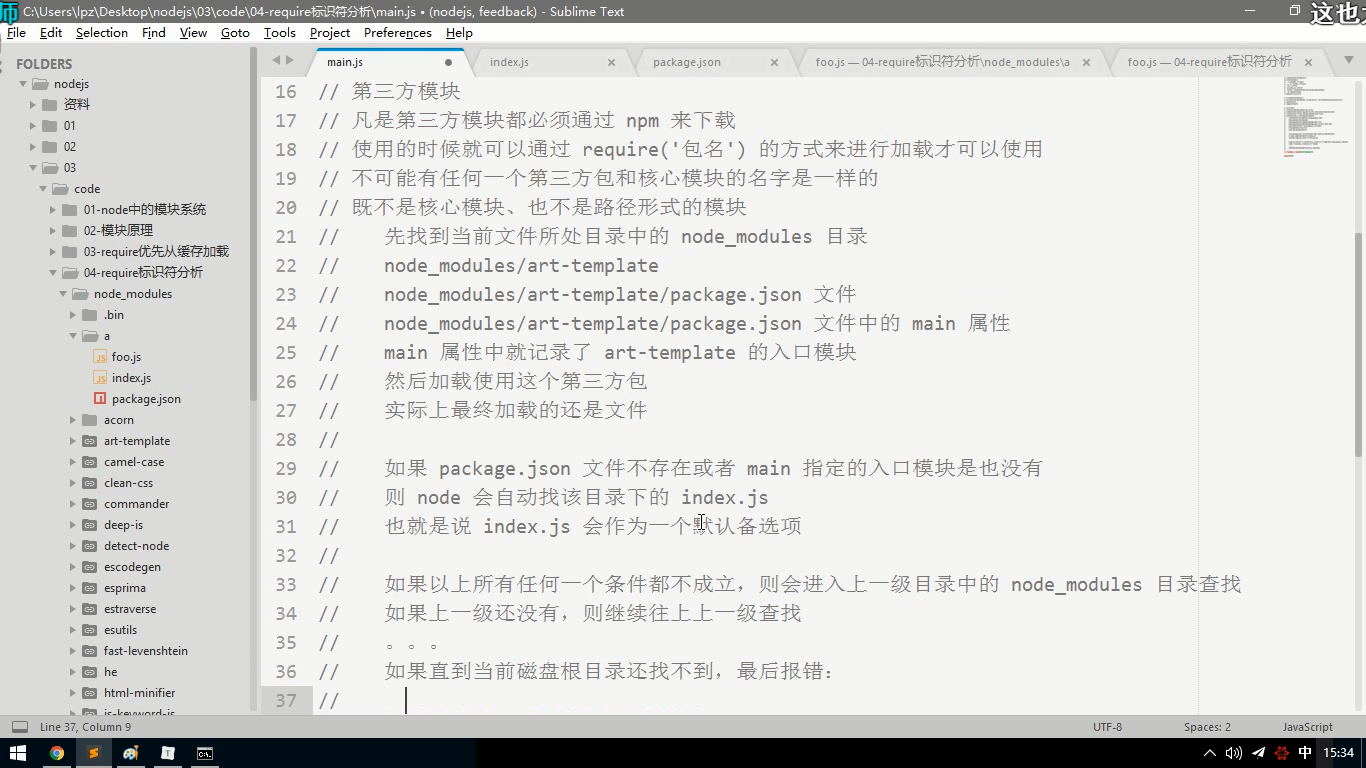 师
C:\Users\lpz\Desktop\nodejs\03\code\04-require标识符分析\main.js • (nodejs, feedback) - Sublime Text
这也太
File Edit Selection Find View Goto Tools Project Preferences Help
FOLDERS
nodejs
资料
01
02
03
code
01-node中的模块系统
02-模块原理
03-require优先从缓存加载
04-require标识符分析
node_modules
.bin
a
foo.js
index.js
package.json
acorn
art-template
camel-case
clean-css
commander
deep-is
detect-node
escodegen
esprima
estraverse
esutils
fast-levenshtein
he
html-minifier
is-keyword-js
main.js
index.js
package.json
foo.js — 04-require标识符分析\node_modules\a
foo.js — 04-require标识符分析
16 // 第三方模块
17 // 凡是第三方模块都必须通过 npm 来下载
18 // 使用的时候就可以通过 require('包名') 的方式来进行加载才可以使用
19 // 不可能有任何一个第三方包和核心模块的名字是一样的
20 // 既不是核心模块、也不是路径形式的模块
21 // 先找到当前文件所处目录中的 node_modules 目录
22 // node_modules/art-template
23 // node_modules/art-template/package.json 文件
24 // node_modules/art-template/package.json 文件中的 main 属性
25 // main 属性中就记录了 art-template 的入口模块
26 // 然后加载使用这个第三方包
27 // 实际上最终加载的还是文件
28 //
29 // 如果 package.json 文件不存在或者 main 指定的入口模块是也没有
30 // 则 node 会自动找该目录下的 index.js
31 // 也就是说 index.js 会作为一个默认备选项
32 //
33 // 如果以上所有任何一个条件都不成立，则会进入上一级目录中的 node_modules 目录查找
34 // 如果上一级还没有，则继续往上上一级查找
35 // 。。。
36 // 如果直到当前磁盘根目录还找不到，最后报错：
37 //
Line 37, Column 9
UTF-8
Spaces: 2
JavaScript
中
15:34